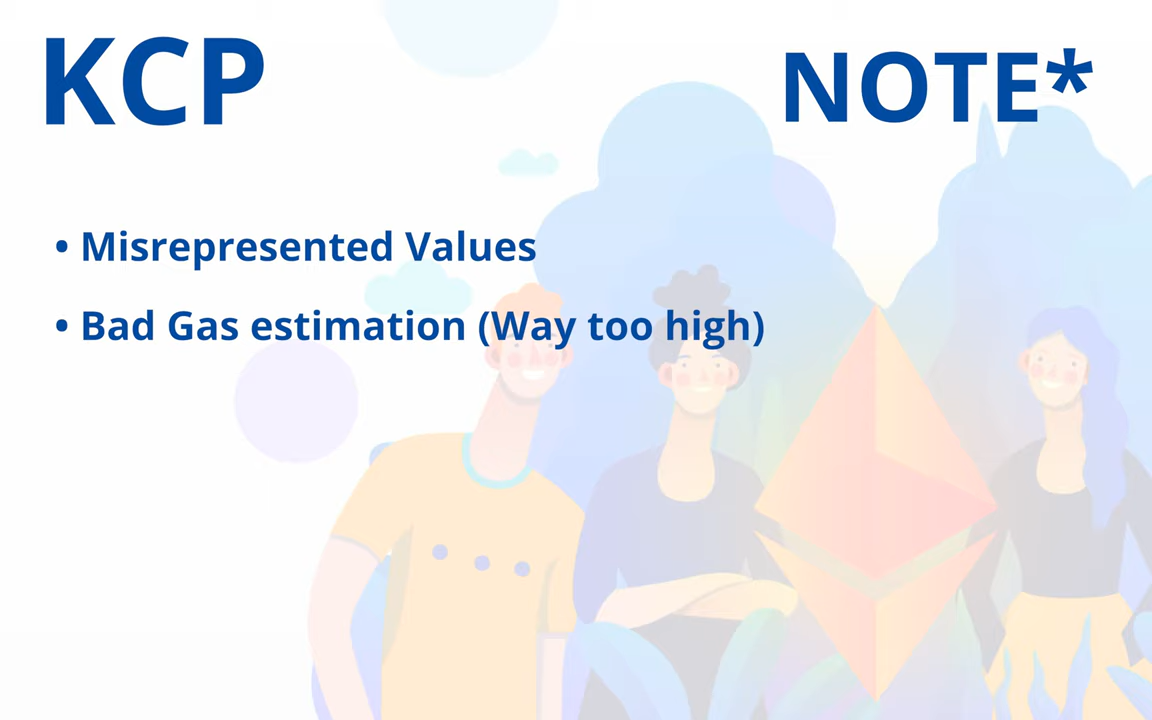 KCP
NOTE*
• Misrepresented Values
• Bad Gas estimation (Way too high)